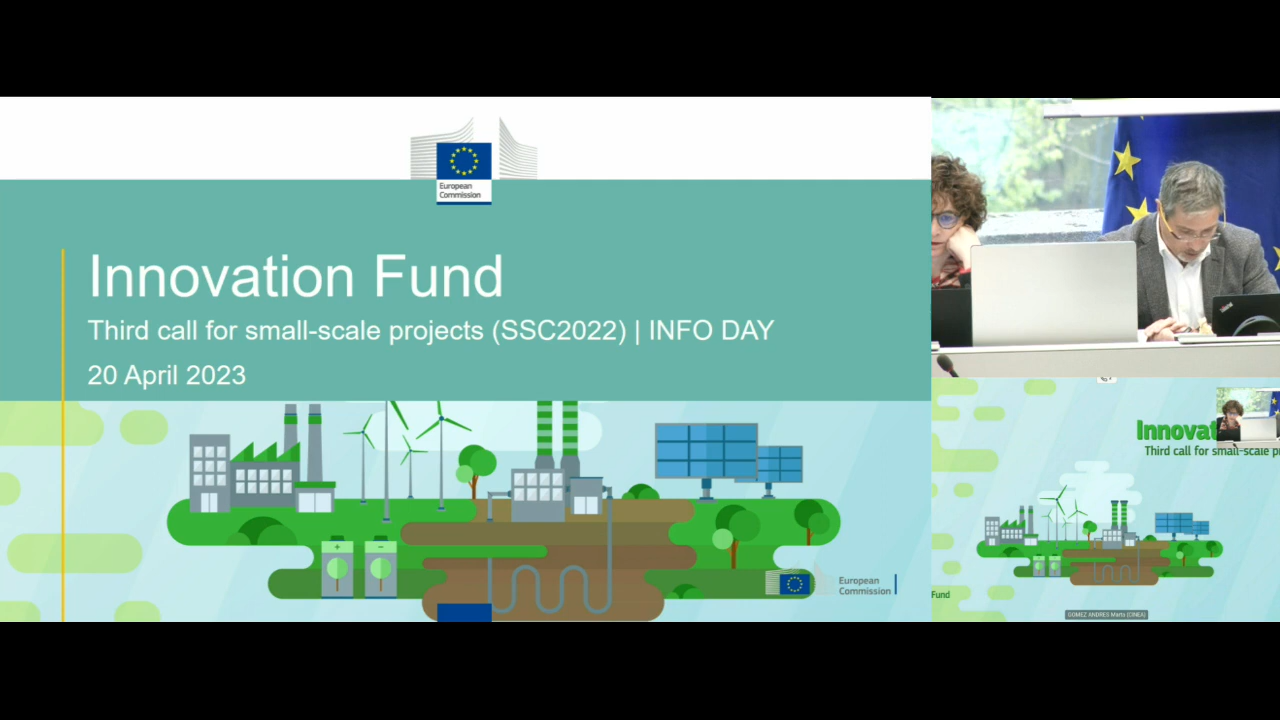 European
Commission
Innovation Fund
Third call for small-scale projects (SSC2022) | INFO DAY
20 April 2023
European
Commission
Innovat
Third call for small-scale p
Fund
GOMEZ ANDRES Marta (CINEA)